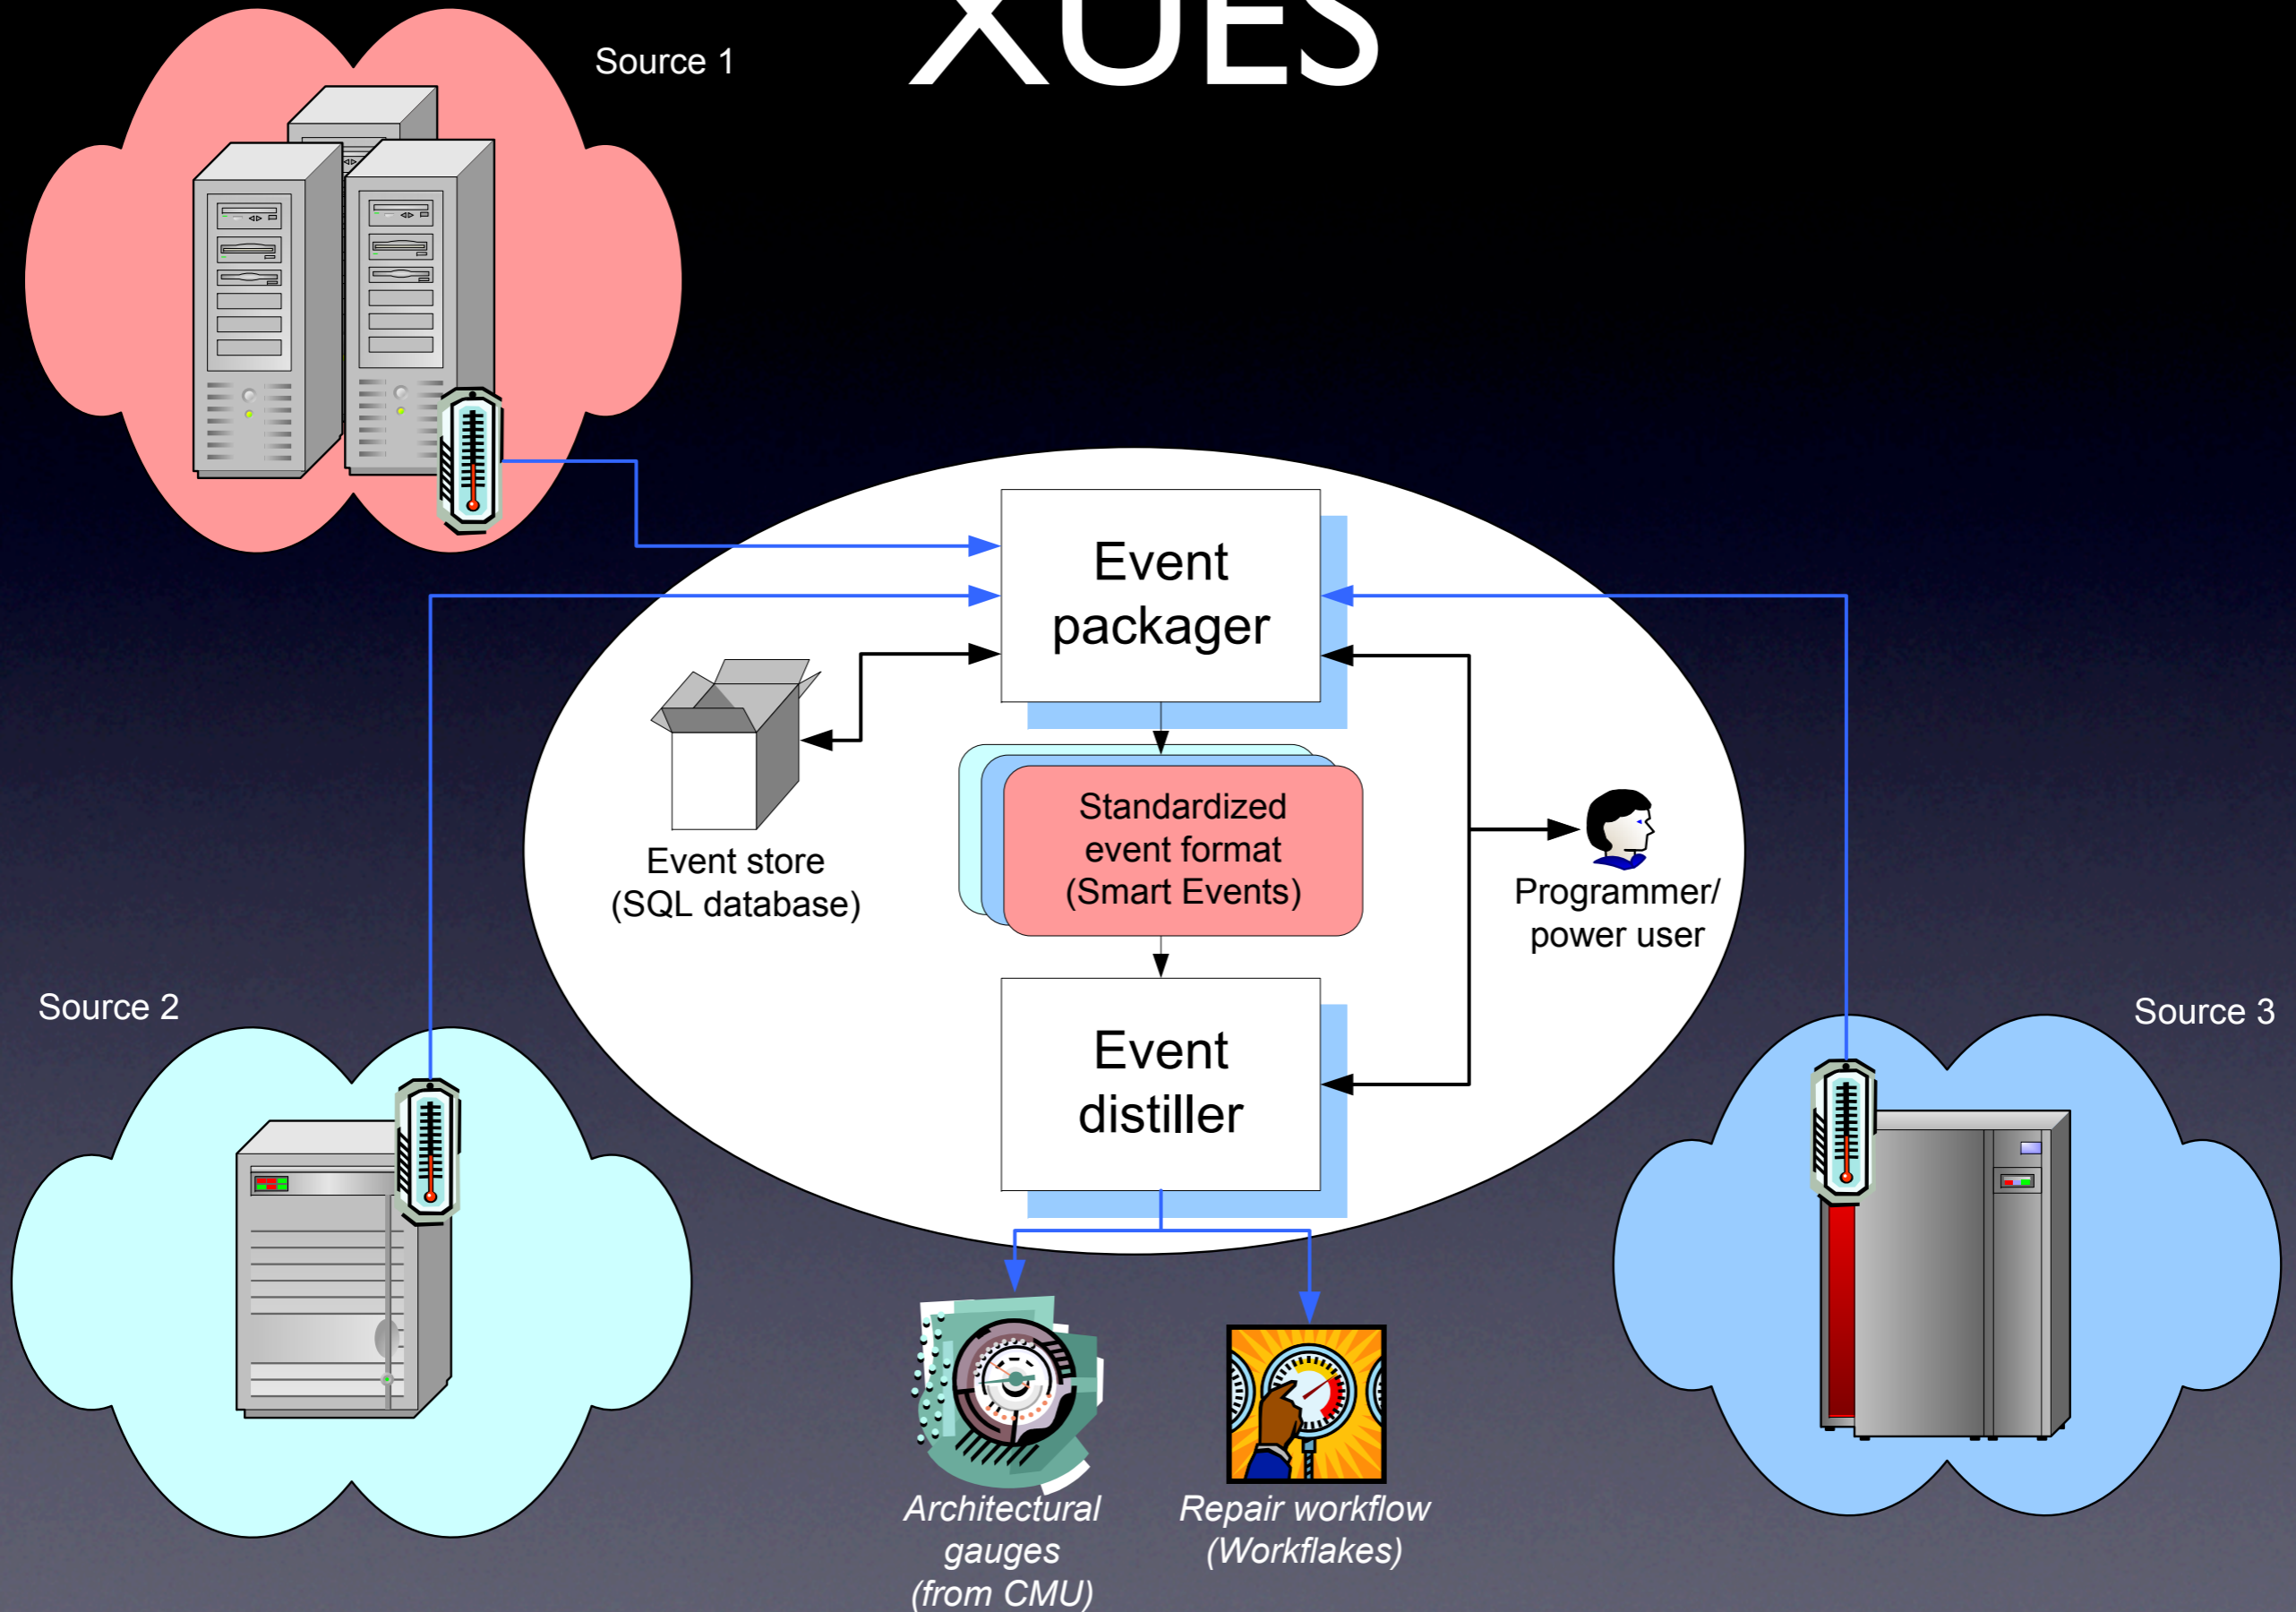 XUES
Source 1
Event
packager
Standardized
event format
(Smart Events)
Event store
(SQL database)
Programmer/
power user
Source 2
Source 3
Event
distiller
Architectural
gauges
(from CMU)
Repair workflow
(Workflakes)